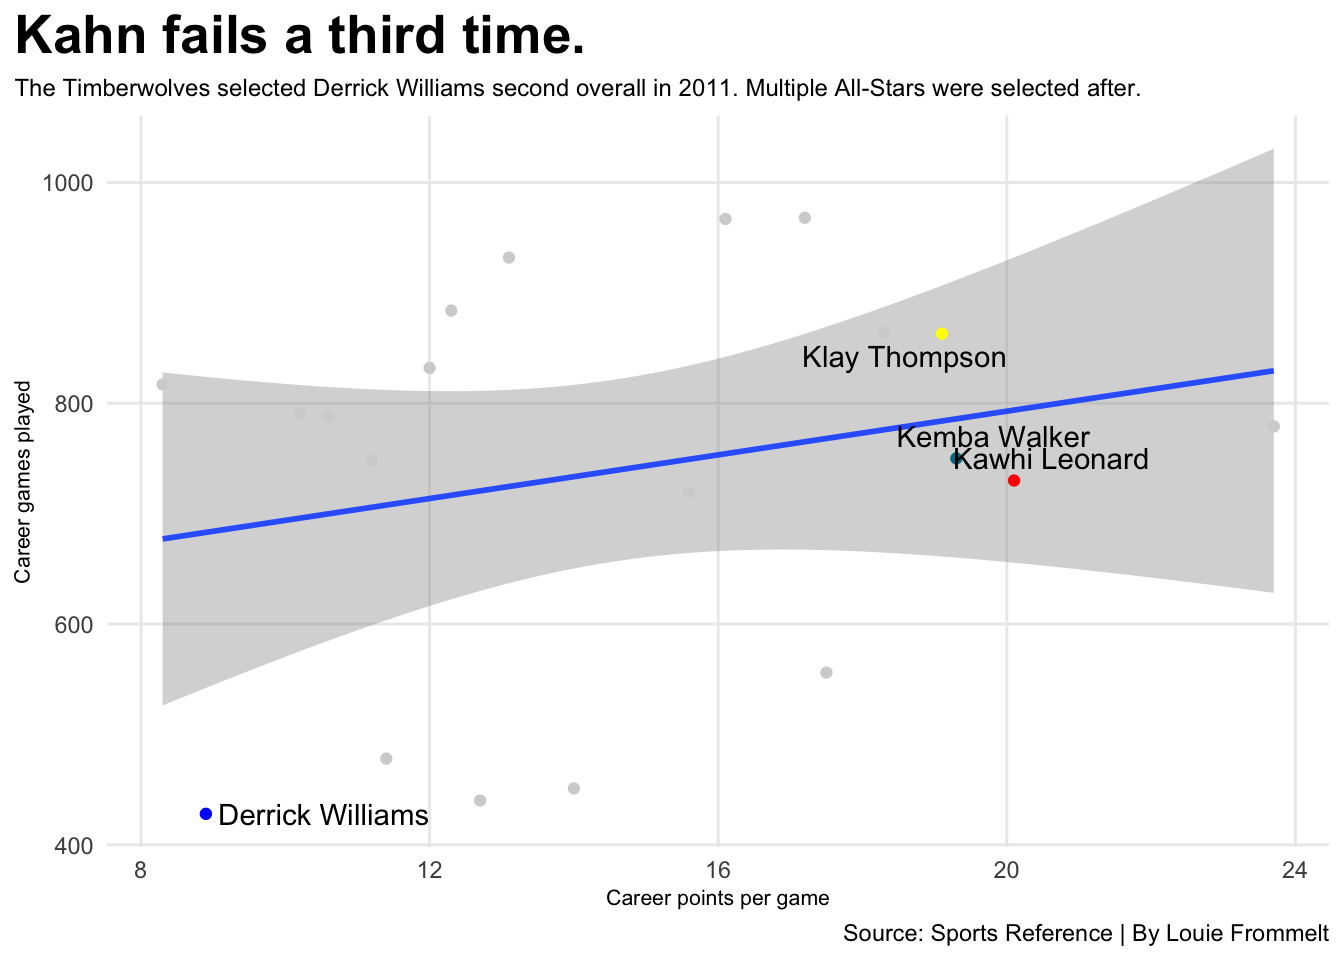 Kahn fails a third time.
The Timberwolves selected Derrick Williams second overall in 2011. Multiple All-Stars were selected after.
1000
800
600
400
Career games played
Klay Thompson
Kemba Walker
Kawhi Leonard
Derrick Williams
8 12 16 20 24
Career points per game
Source: Sports Reference | By Louie Frommelt